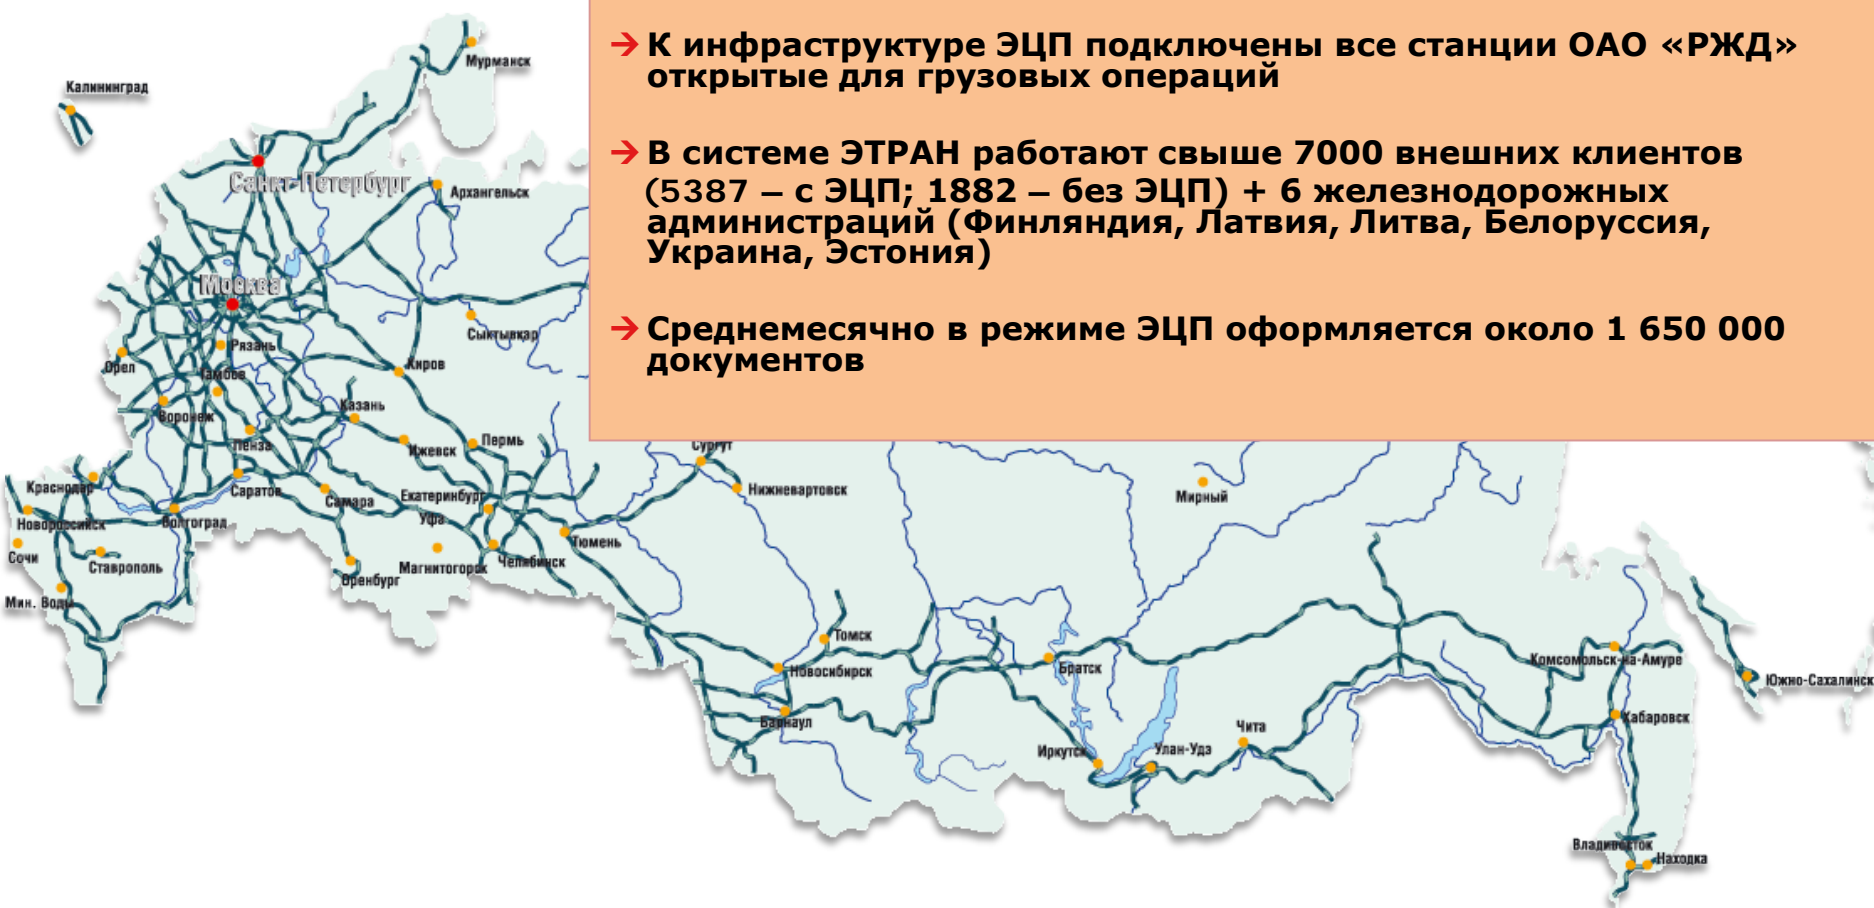 → К инфраструктуре ЭЦП подключены все станции ОАО «РЖД»
открытые для грузовых операций
→ В системе ЭТРАН работают свыше 7000 внешних клиентов
(5387 – с ЭЦП; 1882 – без ЭЦП) + 6 железнодорожных
администраций (Финляндия, Латвия, Литва, Белоруссия,
Украина, Эстония)
→ Среднемесячно в режиме ЭЦП оформляется около 1 650 000
документов
Мурманск
Калининград
Санкт-Петербург
Архангельск
Москва
Сыктывкар
Рязань
Орел
Тамбов
Киров
Воронеж
Казань
Пенза
Ижевск
Пермь
Сургут
Краснодар
Саратов
Самара
Екатеринбург
Нижневартовск
Мирный
Новороссийск
Волгоград
Уфа
Тюмень
Сочи
Ставрополь
Оренбург
Магнитогорск
Челябинск
Мин. Воды
Томск
Новосибирск
Братск
Комсомольск-на-Амуре
Южно-Сахалинск
Барнаул
Чита
Хабаровск
Иркутск
Улан-Удэ
Владивосток
Находка